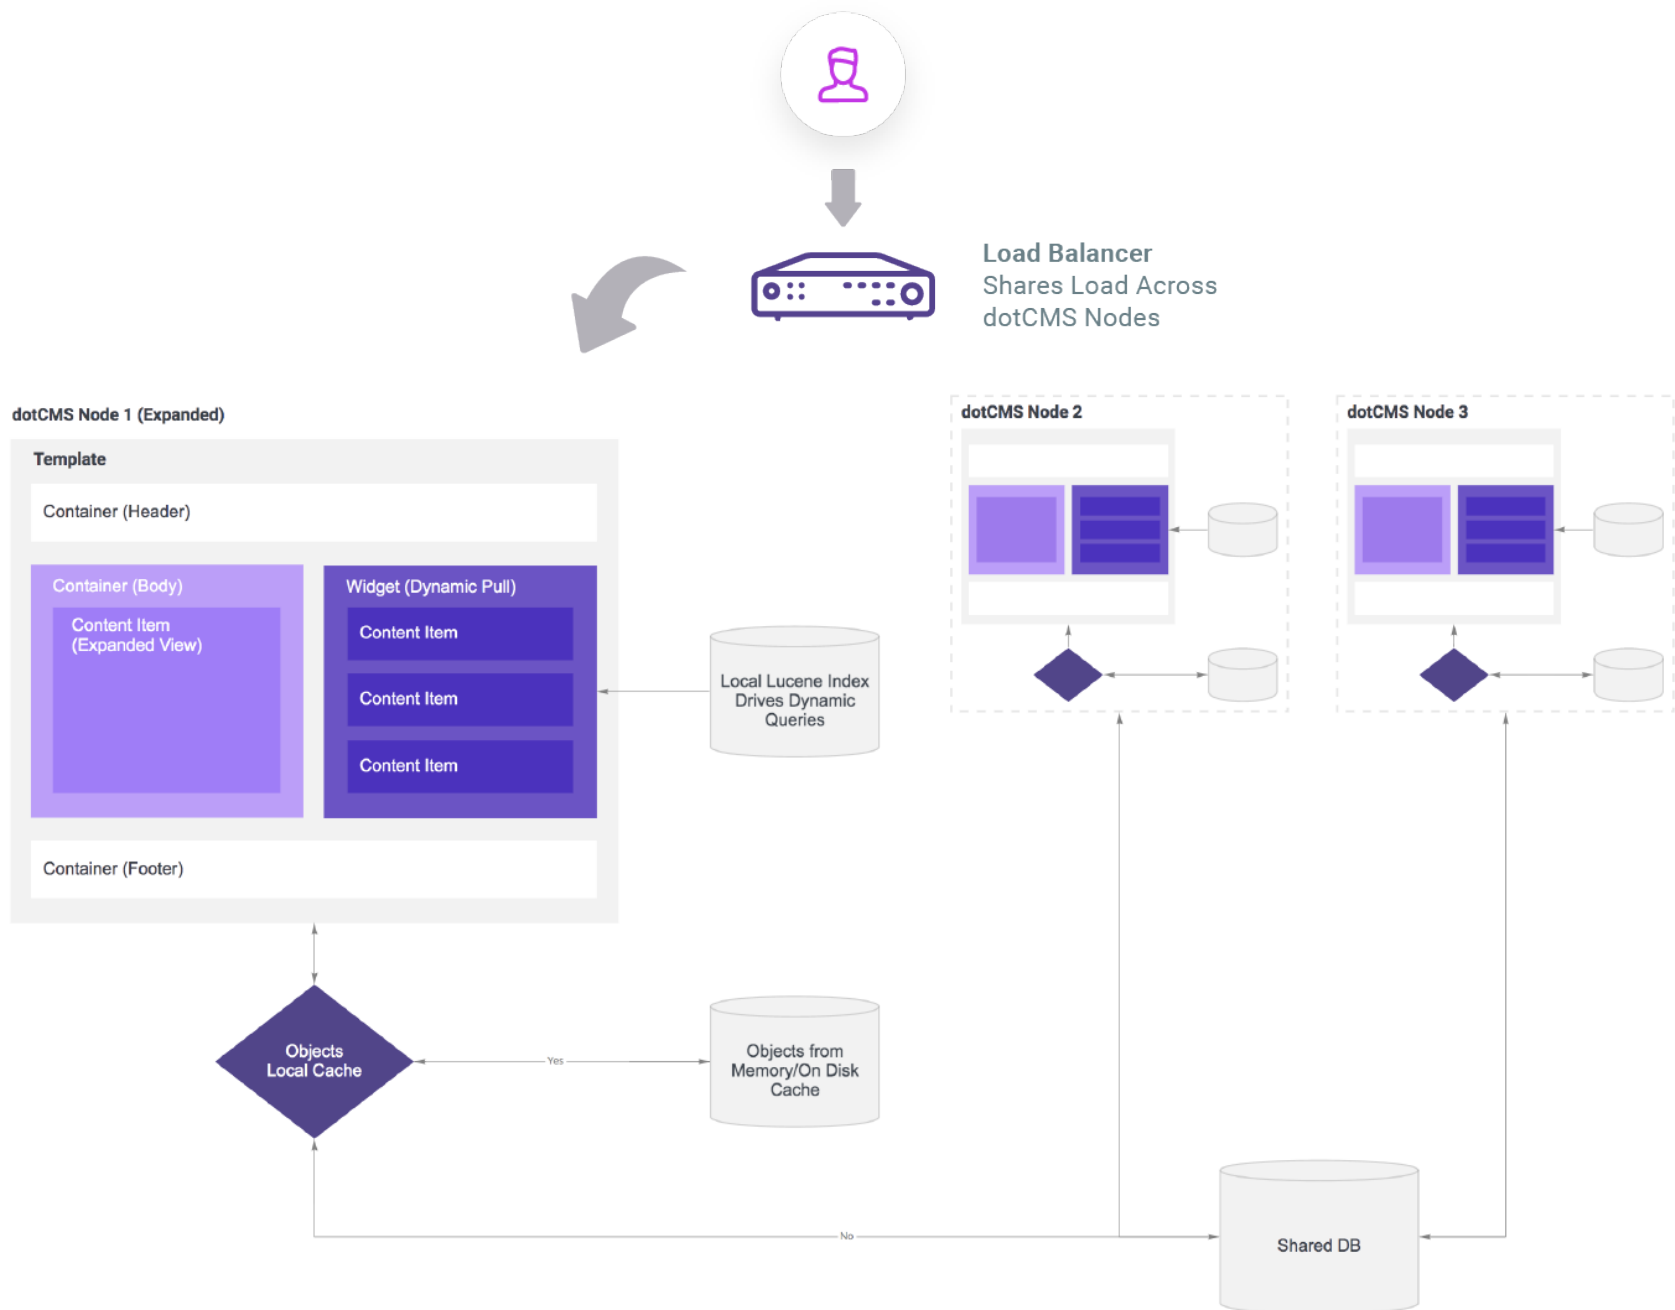 Load Balancer
Shares Load Across
dotCMS Nodes
dotCMS Node 1 (Expanded)
dotCMS Node 2
dotCMS Node 3
Template
Container (Header)
Container (Body)
Content Item
(Expanded View)
Widget (Dynamic Pull)
Content Item
Content Item
Content Item
Local Lucene Index
Drives Dynamic
Queries
Container (Footer)
Objects
Local Cache
Yes
Objects from
Memory/On Disk
Cache
No
Shared DB